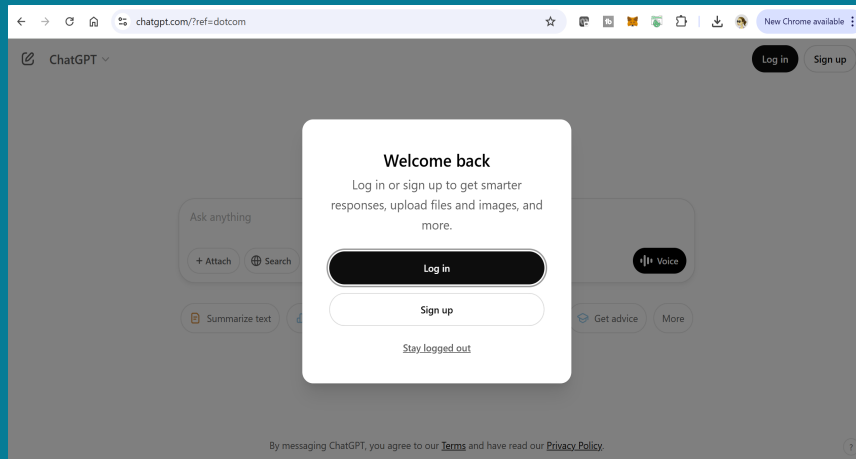 chatgpt.com/?ref=dotcom
New Chrome available
ChatGPT
Log in
Sign up
Welcome back
Log in or sign up to get smarter
responses, upload files and images, and
more.
Ask anything
+ Attach
Search
Voice
Log in
Sign up
Stay logged out
Summarize text
Get advice
More
By messaging ChatGPT, you agree to our Terms and have read our Privacy Policy.
?